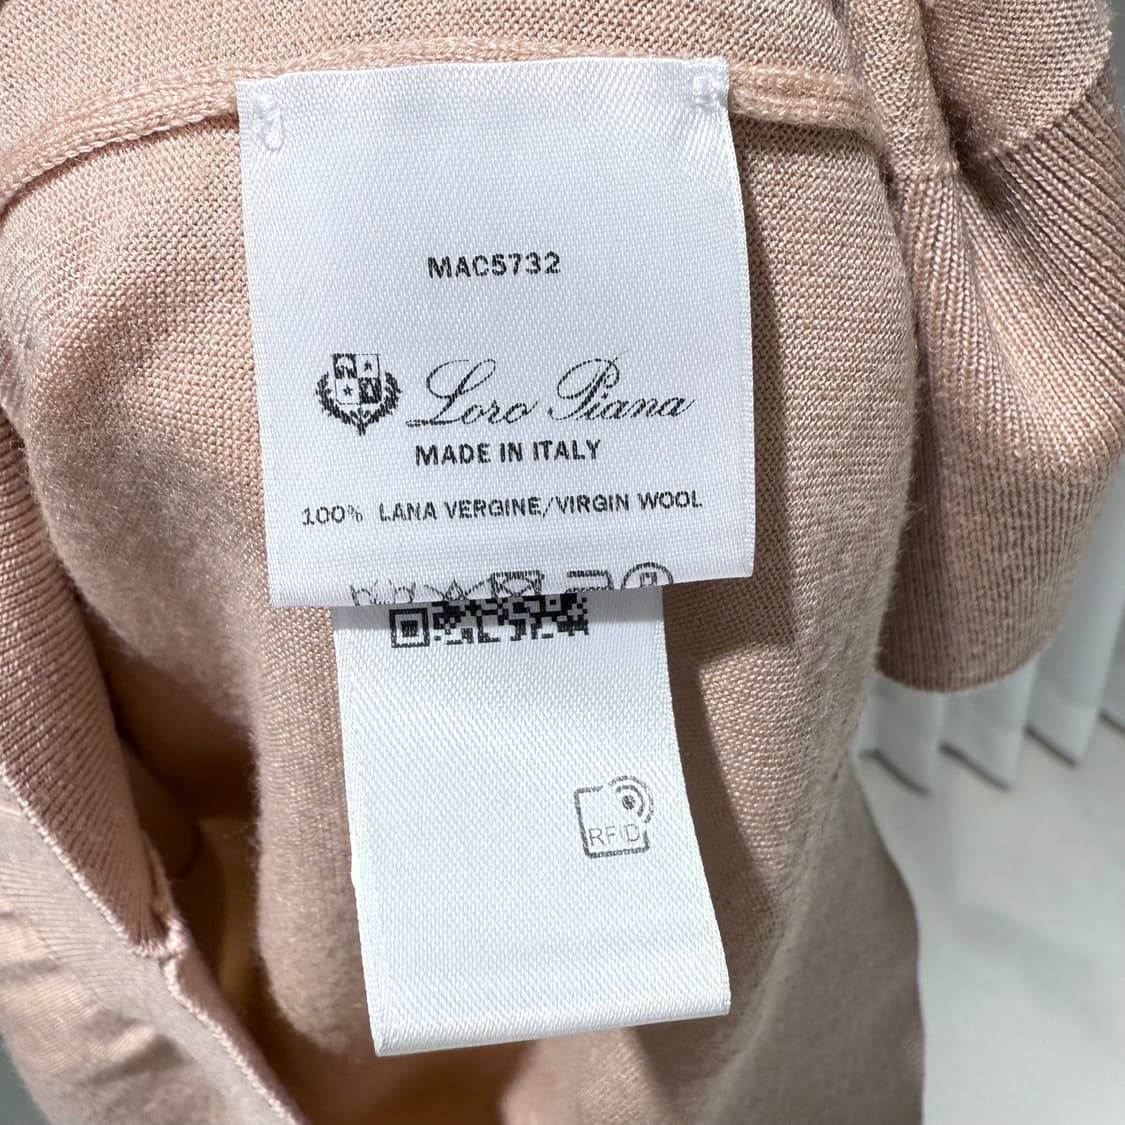 MAC5732
Loro Piana
MADE IN ITALY
100% LANA VERGINE/VIRGIN WOOL
RFID